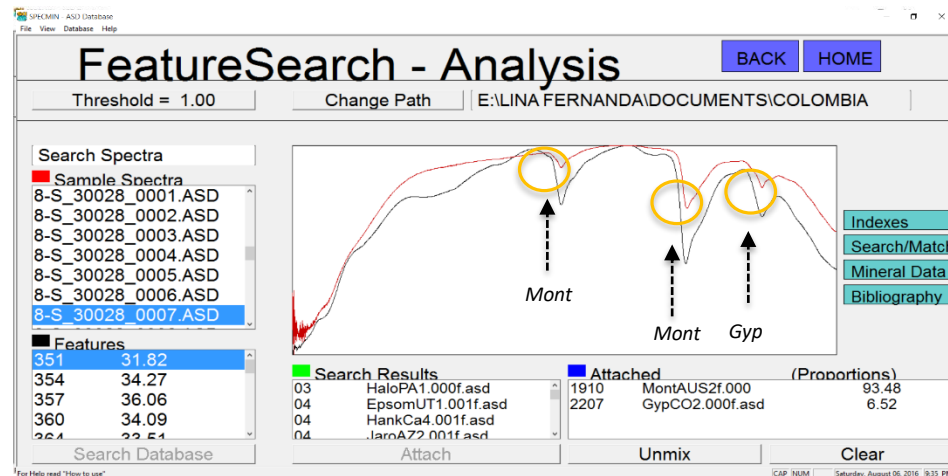 SPECMIN - ASD Database
File View Database Help
FeatureSearch - Analysis
BACK
HOME
Threshold = 1.00
Change Path
E:\LINA FERNANDA\DOCUMENTS\COLOMBIA
Search Spectra
Sample Spectra
8-S_30028_0001.ASD
8-S_30028_0002.ASD
8-S_30028_0003.ASD
8-S_30028_0004.ASD
8-S_30028_0005.ASD
8-S_30028_0006.ASD
8-S_30028_0007.ASD
Features
351 31.82
354 34.27
357 36.06
360 34.09
364 33.51
Search Database
Mont
Mont
Gyp
Indexes
Search/Match
Mineral Data
Bibliography
Search Results
03 HaloPA1.000f.asd
04 EpsomUT1.001f.asd
04 HankCa4.001f.asd
04 JaroAZ2.001f.asd
Attach
Attached (Proportions)
1910 MontAUS2f.000 93.48
2207 GypCO2.000f.asd 6.52
Unmix
Clear
For Help read "How to use"
CAP NUM Saturday, August 06, 2016 9:35